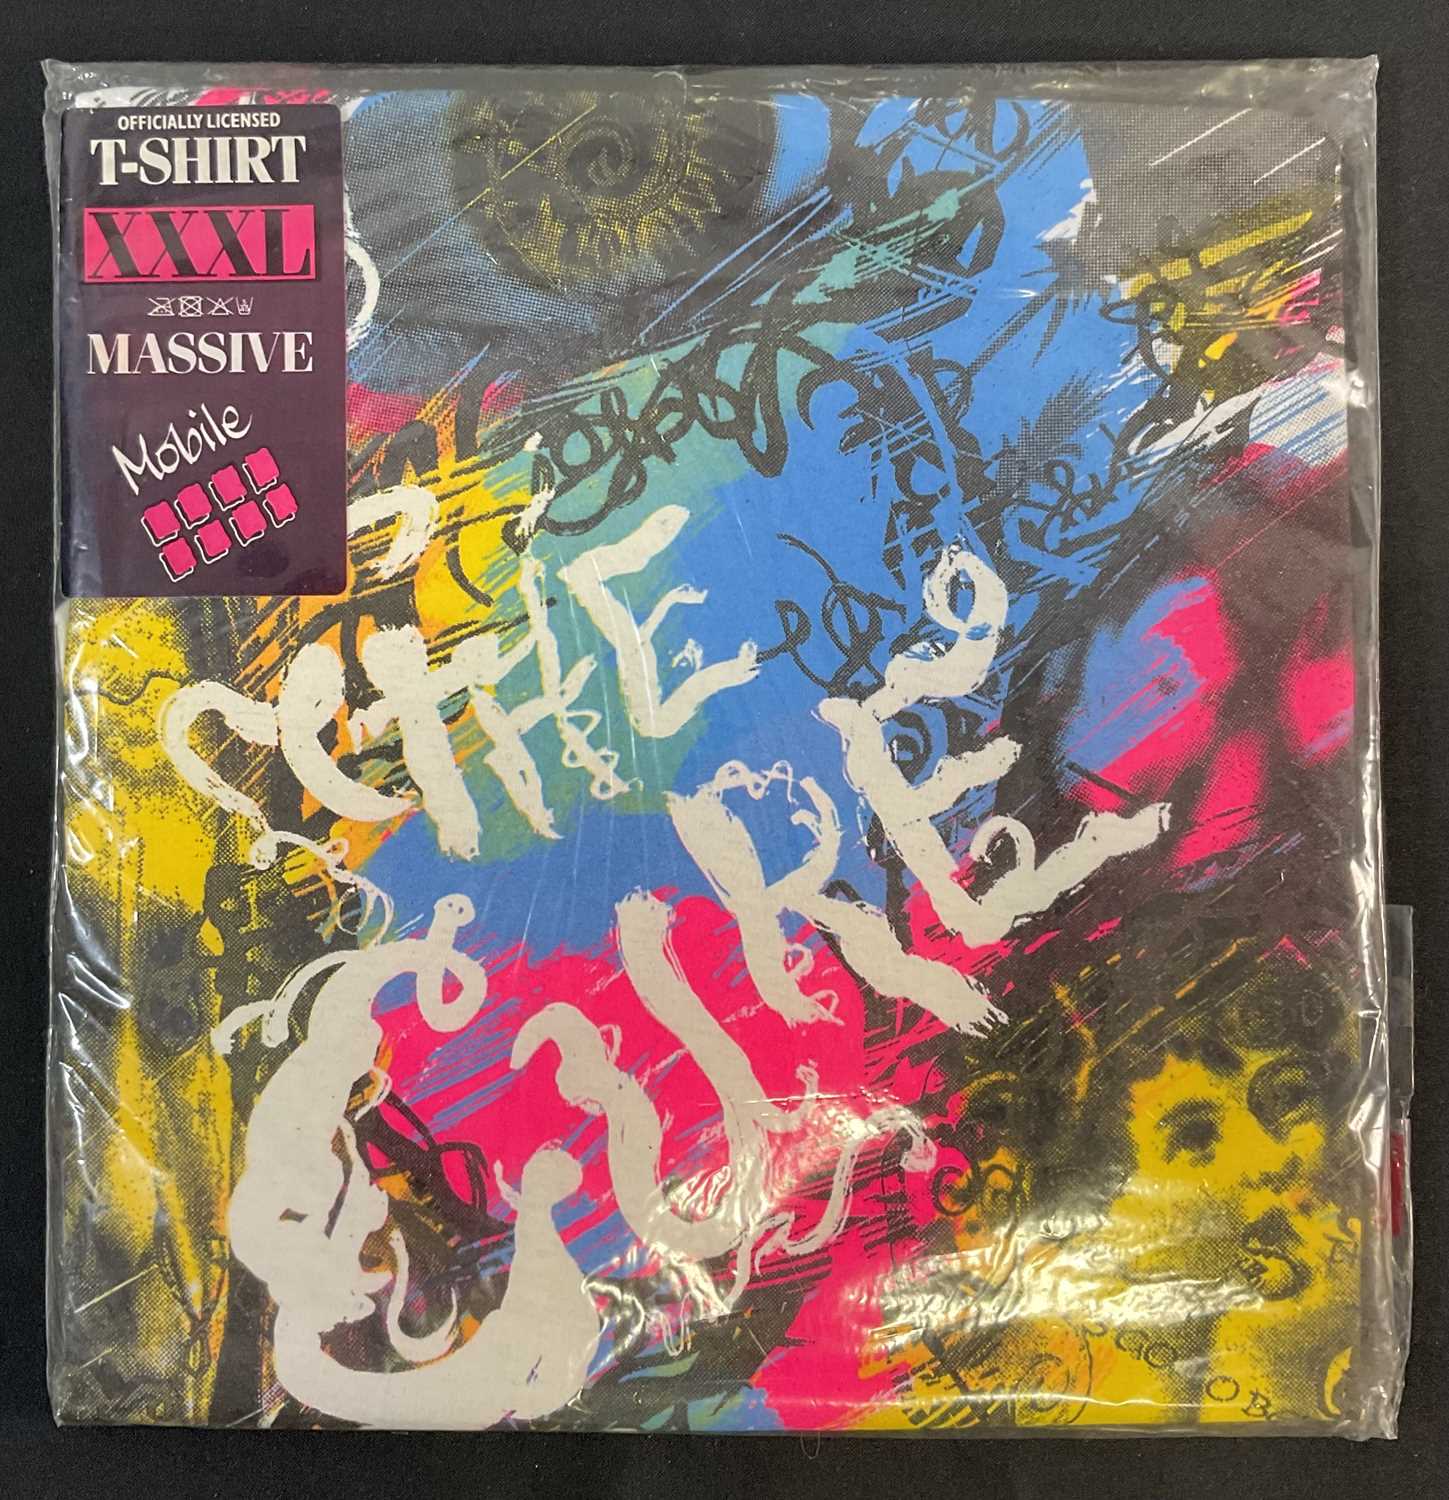 OFFICIALLY LICENSED
T-SHIRT
XXXL
MASSIVE
Mobile
THE
CURE